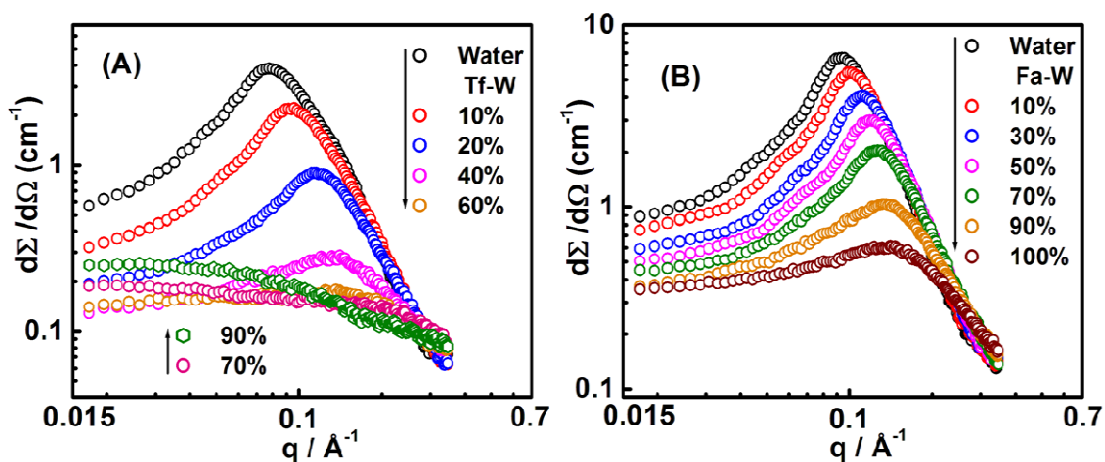 (A)
Water
Tf-W
10%
20%
40%
60%
90%
70%
1
0.1
0.015
0.1
0.7
q / Å⁻¹
dΣ /dΩ (cm⁻¹)
(B)
Water
Fa-W
10%
30%
50%
70%
90%
100%
10
1
0.1
0.015
0.1
0.7
q / Å⁻¹
dΣ /dΩ (cm⁻¹)